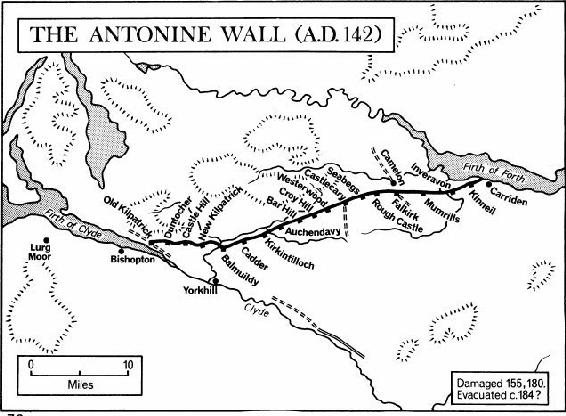 THE ANTONINE WALL (A.D.142)
Firth of Forth
Camelon
Inveravon
Carriden
Kinneil
Mumrills
Falkirk
Rough Castle
Seabegs
Castlecary
Westerwood
Croy Hill
Bar Hill
Auchendavy
Kirkintilloch
Cadder
Balmuildy
New Kilpatrick
Castle Hill
Duntocher
Old Kilpatrick
Firth of Clyde
Lurg
Moor
Bishopton
Yorkhill
Clyde
0 10
Miles
Damaged 155,180.
Evacuated c.184?